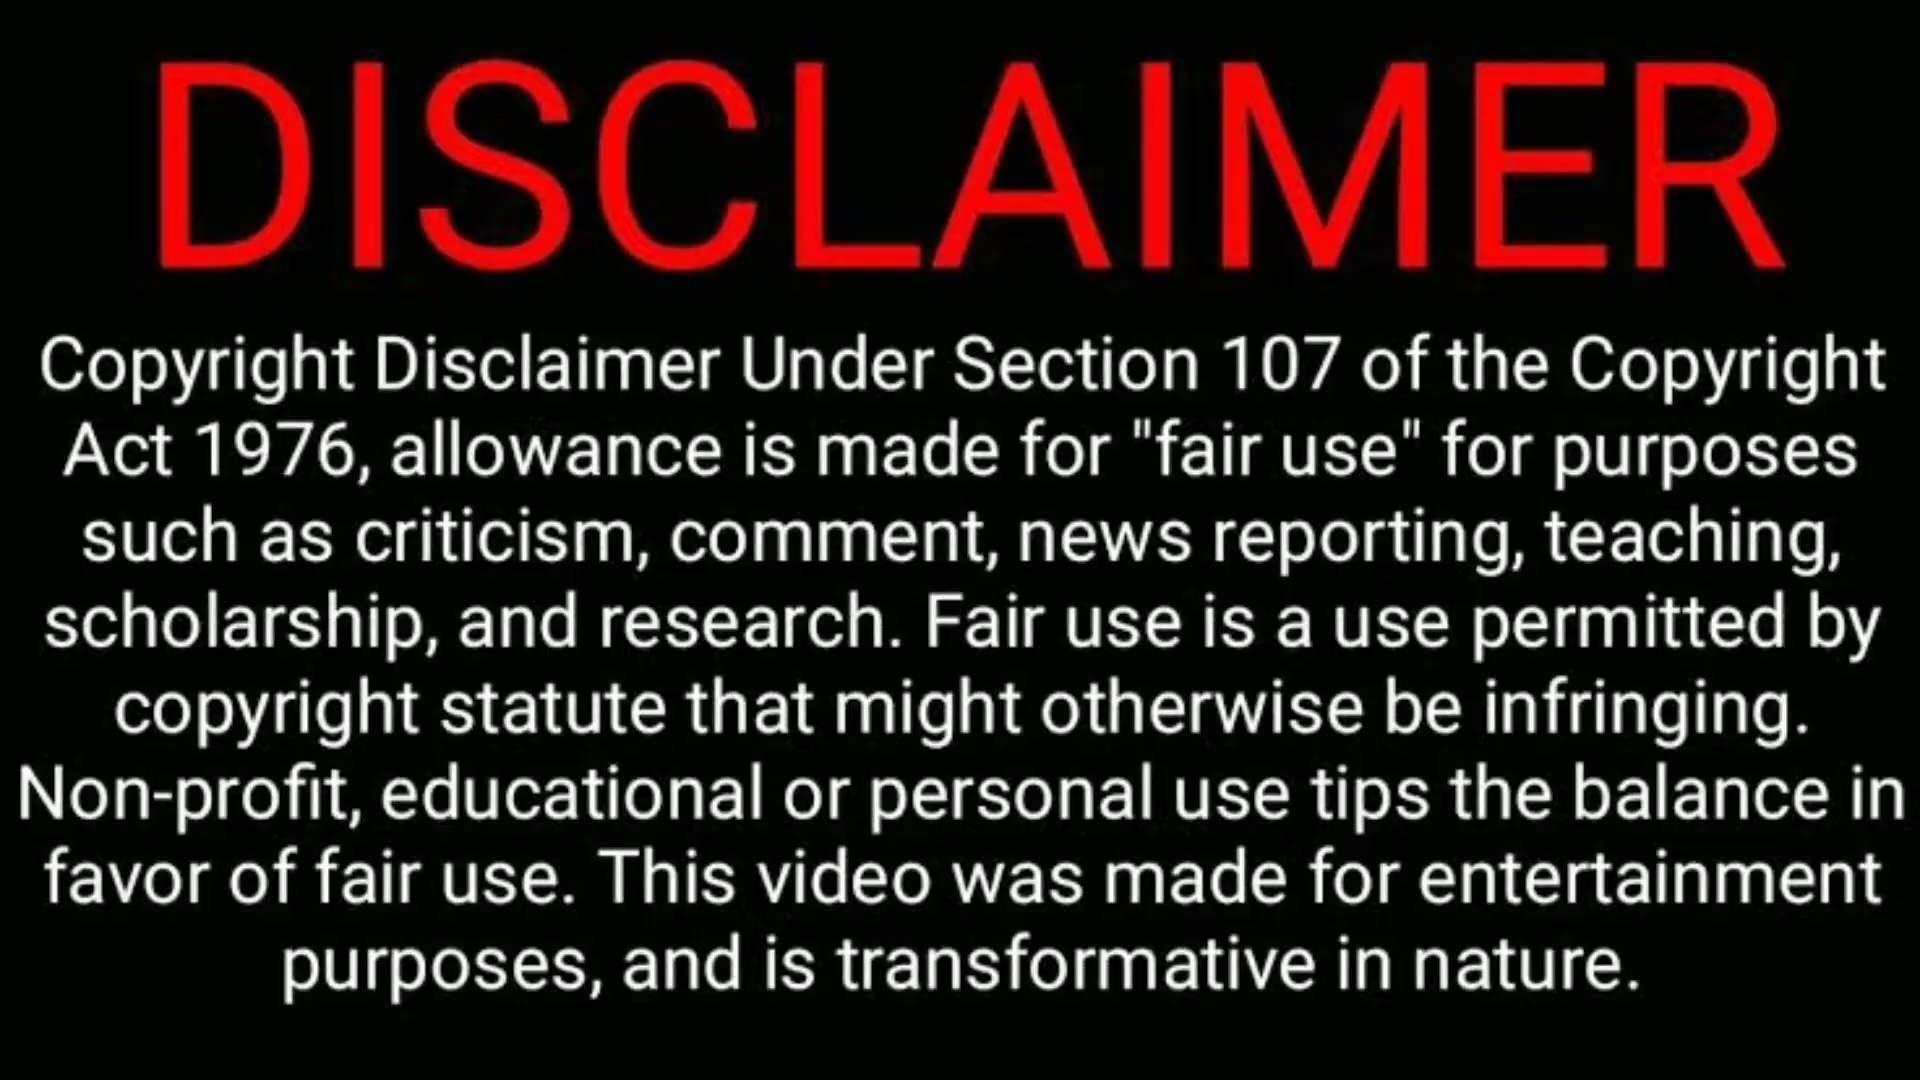 DISCLAIMER
Copyright Disclaimer Under Section 107 of the Copyright
Act 1976, allowance is made for "fair use" for purposes
such as criticism, comment, news reporting, teaching,
scholarship, and research. Fair use is a use permitted by
copyright statute that might otherwise be infringing.
Non-profit, educational or personal use tips the balance in
favor of fair use. This video was made for entertainment
purposes, and is transformative in nature.